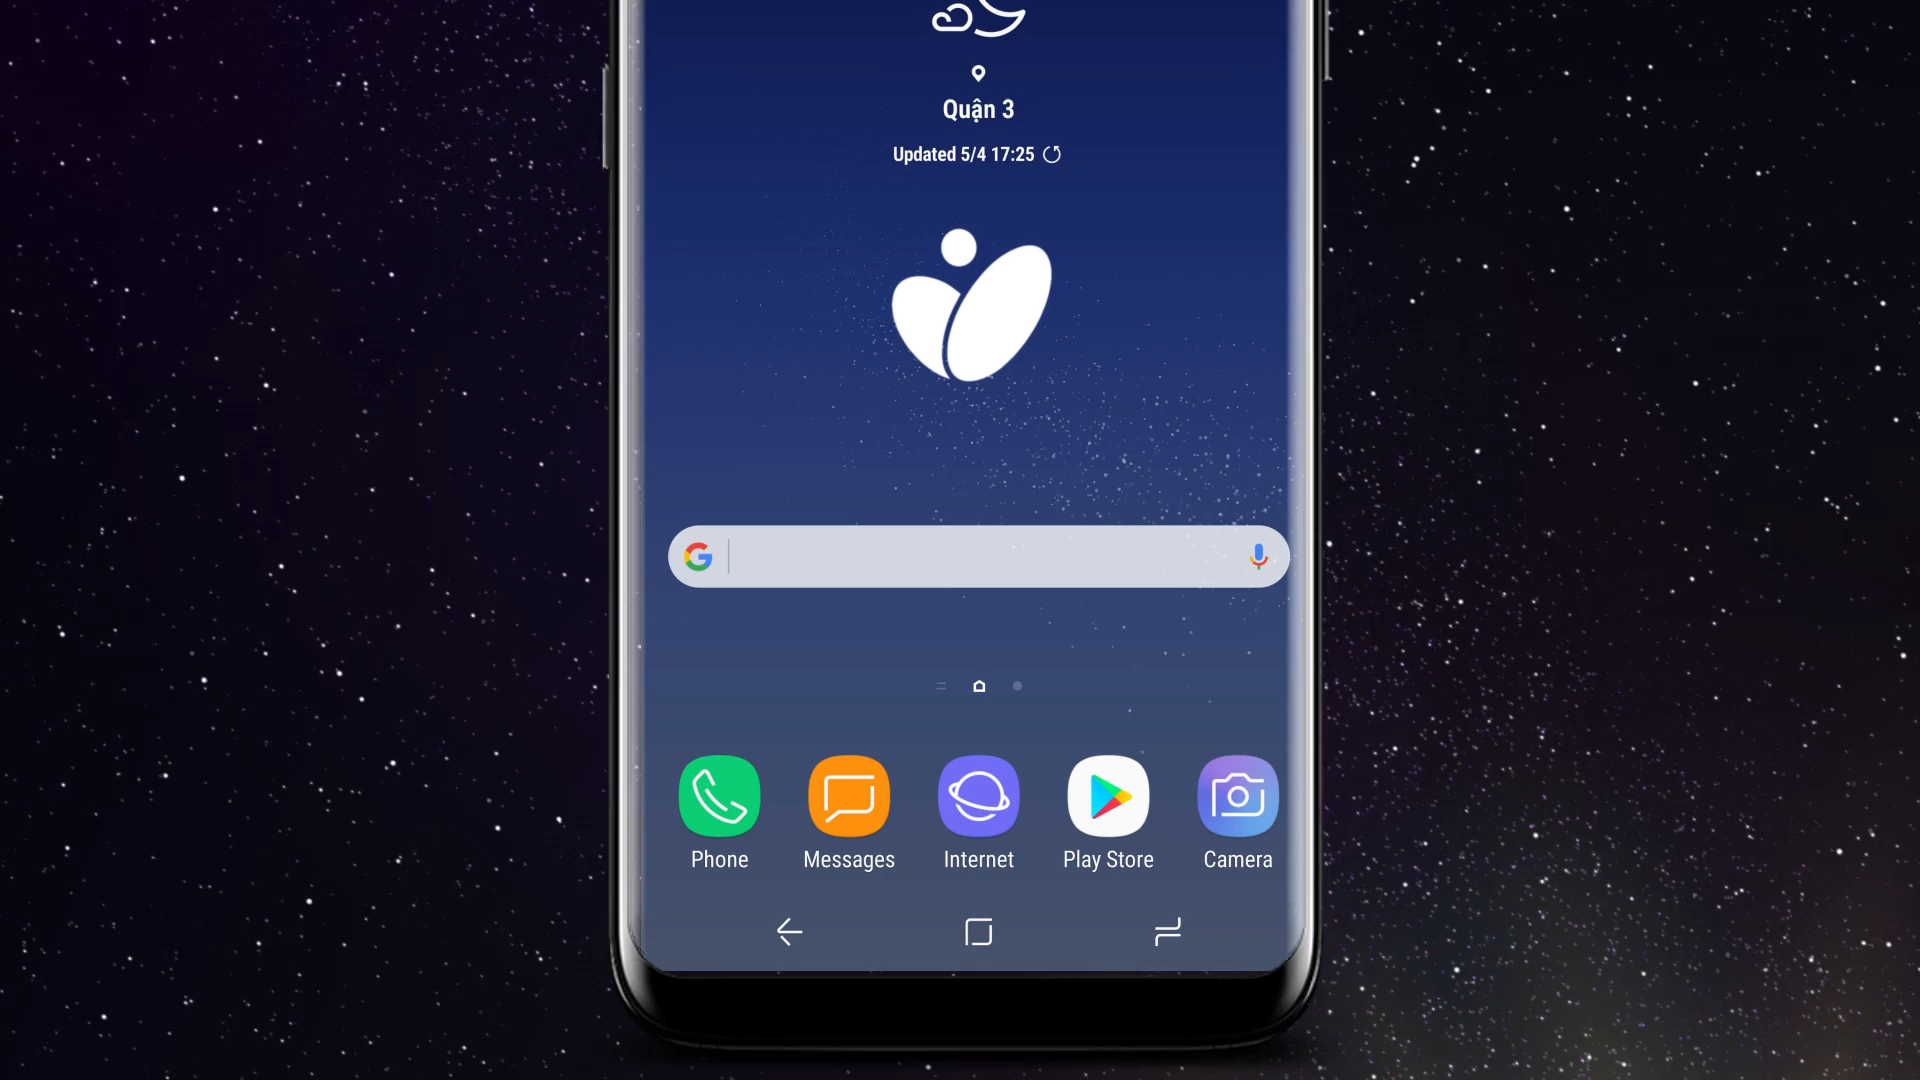 Quận 3
Updated 5/4 17:25
Phone
Messages
Internet
Play Store
Camera